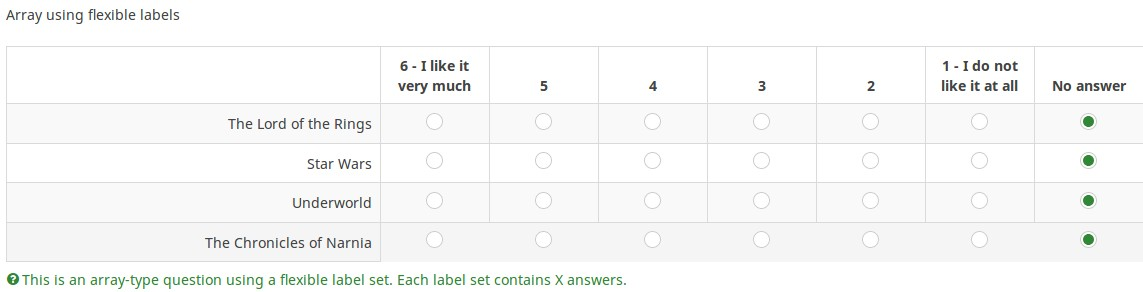 Array using flexible labels
6 - I like it very much 5 4 3 2 1 - I do not like it at all No answer
The Lord of the Rings
Star Wars
Underworld
The Chronicles of Narnia
This is an array-type question using a flexible label set. Each label set contains X answers.